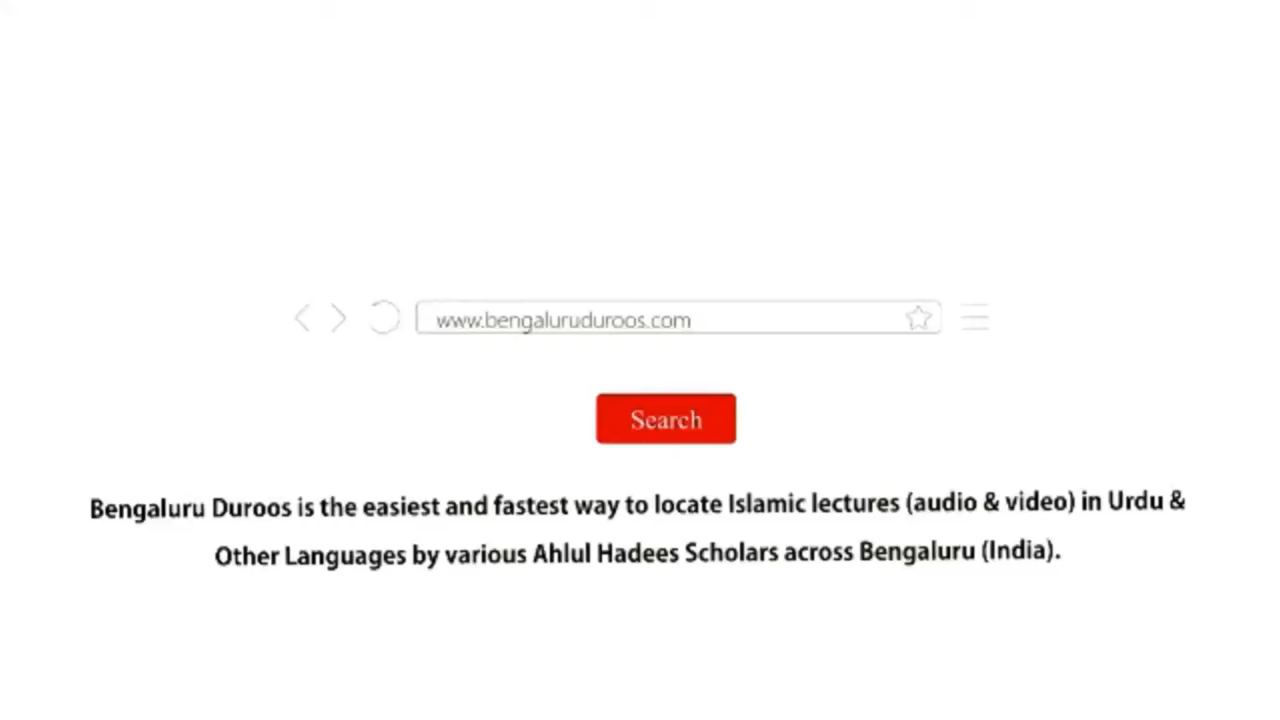 www.bengaluruduroos.com
Search
Bengaluru Duroos is the easiest and fastest way to locate Islamic lectures (audio & video) in Urdu &
Other Languages by various Ahlul Hadees Scholars across Bengaluru (India).